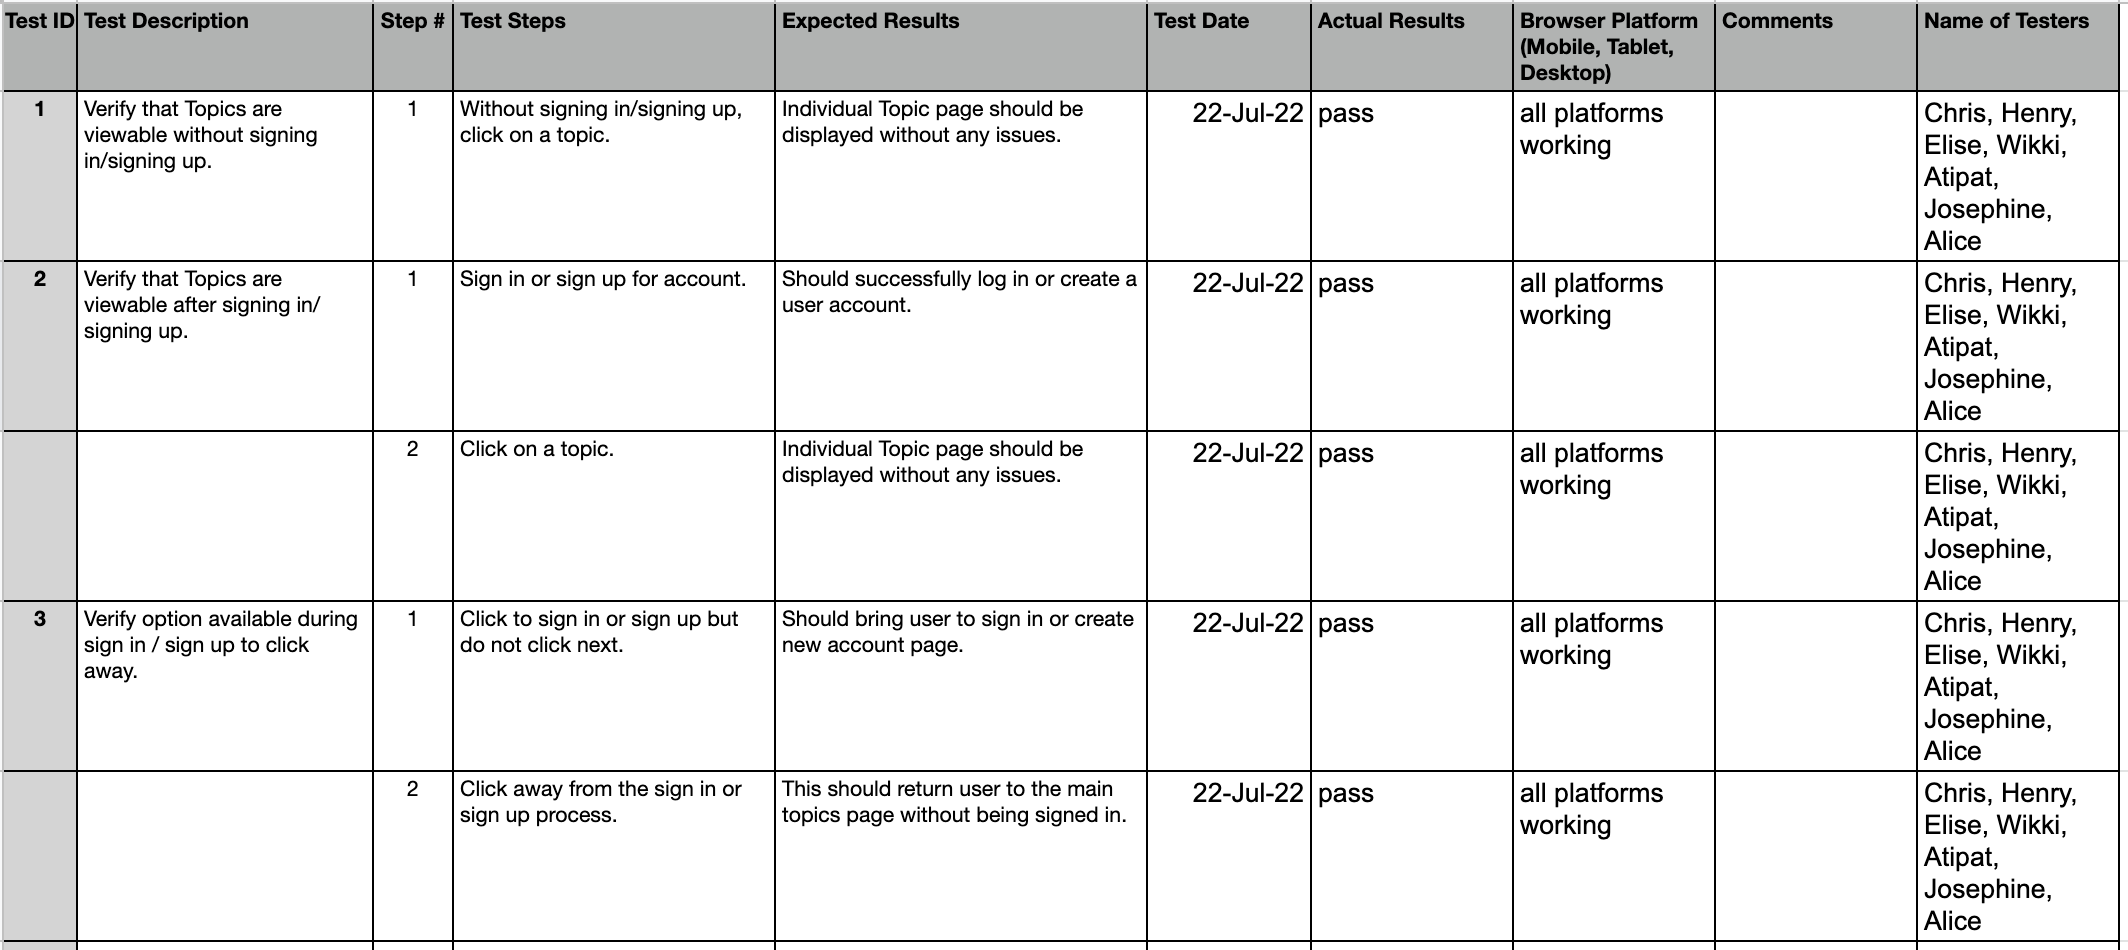 Test ID
Test Description
Step #
Test Steps
Expected Results
Test Date
Actual Results
Browser Platform
(Mobile, Tablet,
Desktop)
Comments
Name of Testers
1
Verify that Topics are
viewable without signing
in/signing up.
1
Without signing in/signing up,
click on a topic.
Individual Topic page should be
displayed without any issues.
22-Jul-22
pass
all platforms
working
Chris, Henry,
Elise, Wikki,
Atipat,
Josephine,
Alice
2
Verify that Topics are
viewable after signing in/
signing up.
1
Sign in or sign up for account.
Should successfully log in or create a
user account.
22-Jul-22
pass
all platforms
working
Chris, Henry,
Elise, Wikki,
Atipat,
Josephine,
Alice
2
Click on a topic.
Individual Topic page should be
displayed without any issues.
22-Jul-22
pass
all platforms
working
Chris, Henry,
Elise, Wikki,
Atipat,
Josephine,
Alice
3
Verify option available during
sign in / sign up to click
away.
1
Click to sign in or sign up but
do not click next.
Should bring user to sign in or create
new account page.
22-Jul-22
pass
all platforms
working
Chris, Henry,
Elise, Wikki,
Atipat,
Josephine,
Alice
2
Click away from the sign in or
sign up process.
This should return user to the main
topics page without being signed in.
22-Jul-22
pass
all platforms
working
Chris, Henry,
Elise, Wikki,
Atipat,
Josephine,
Alice